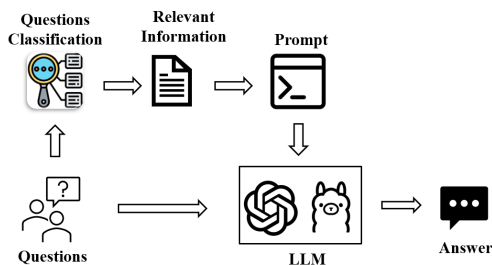 Questions
Classification
Relevant
Information
Prompt
?
Questions
LLM
Answer